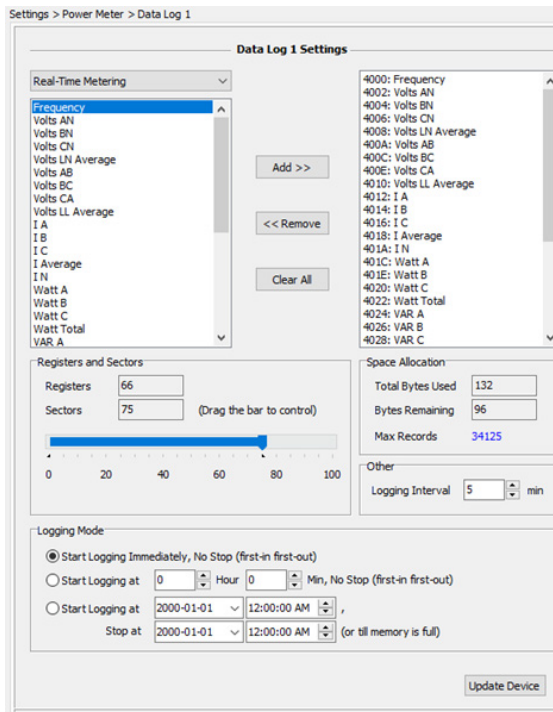 Settings > Power Meter > Data Log 1
Data Log 1 Settings
Real-Time Metering
Frequency
Volts AN
Volts BN
Volts CN
Volts LN Average
Volts AB
Volts BC
Volts CA
Volts LL Average
I A
I B
I C
I Average
I N
Watt A
Watt B
Watt C
Watt Total
VAR A
Add >>
<< Remove
Clear All
4000: Frequency
4002: Volts AN
4004: Volts BN
4006: Volts CN
4008: Volts LN Average
400A: Volts AB
400C: Volts BC
400E: Volts CA
4010: Volts LL Average
4012: I A
4014: I B
4016: I C
4018: I Average
401A: I N
401C: Watt A
401E: Watt B
4020: Watt C
4022: Watt Total
4024: VAR A
4026: VAR B
4028: VAR C
Registers and Sectors
Registers 66
Sectors 75 (Drag the bar to control)
0 20 40 60 80 100
Space Allocation
Total Bytes Used 132
Bytes Remaining 96
Max Records 34125
Other
Logging Interval 5 min
Logging Mode
Start Logging Immediately, No Stop (first-in first-out)
Start Logging at 0 Hour 0 Min, No Stop (first-in first-out)
Start Logging at 2000-01-01 12:00:00 AM ,
Stop at 2000-01-01 12:00:00 AM (or till memory is full)
Update Device